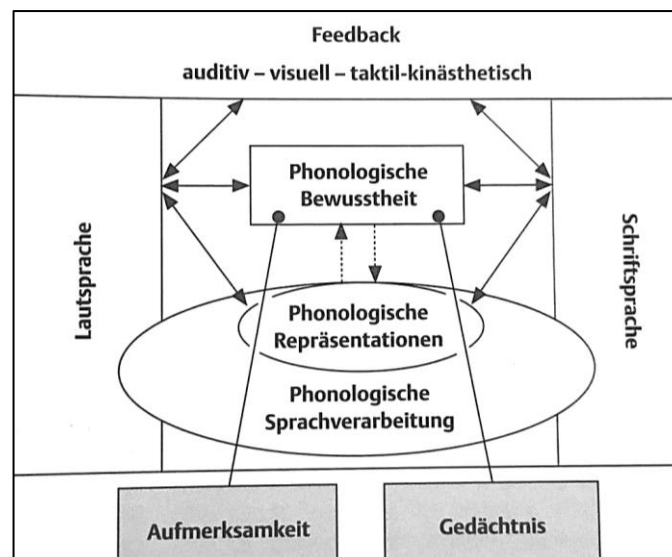 Feedback
auditiv – visuell – taktil-kinästhetisch
Phonologische
Bewusstheit
Lautsprache
Schriftsprache
Phonologische
Repräsentationen
Phonologische
Sprachverarbeitung
Aufmerksamkeit
Gedächtnis